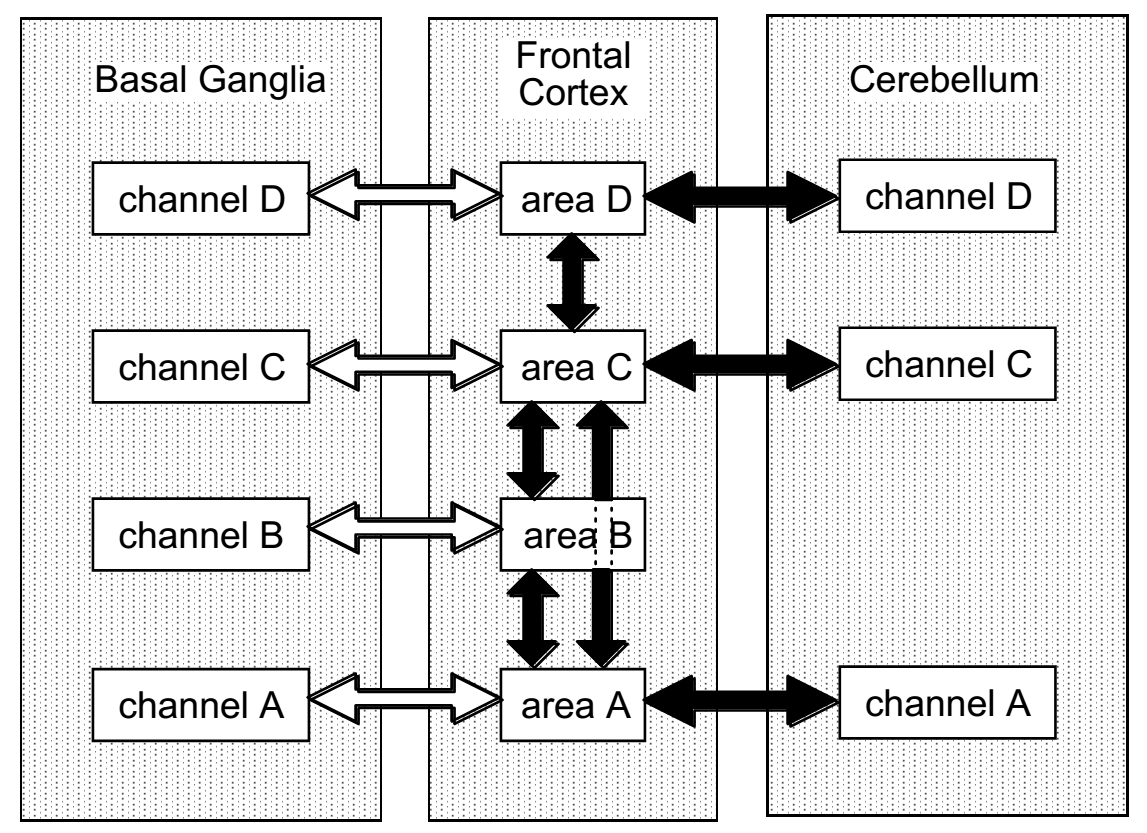 Basal Ganglia
channel D
channel C
channel B
channel A
Frontal
Cortex
area D
area C
area B
area A
Cerebellum
channel D
channel C
channel A